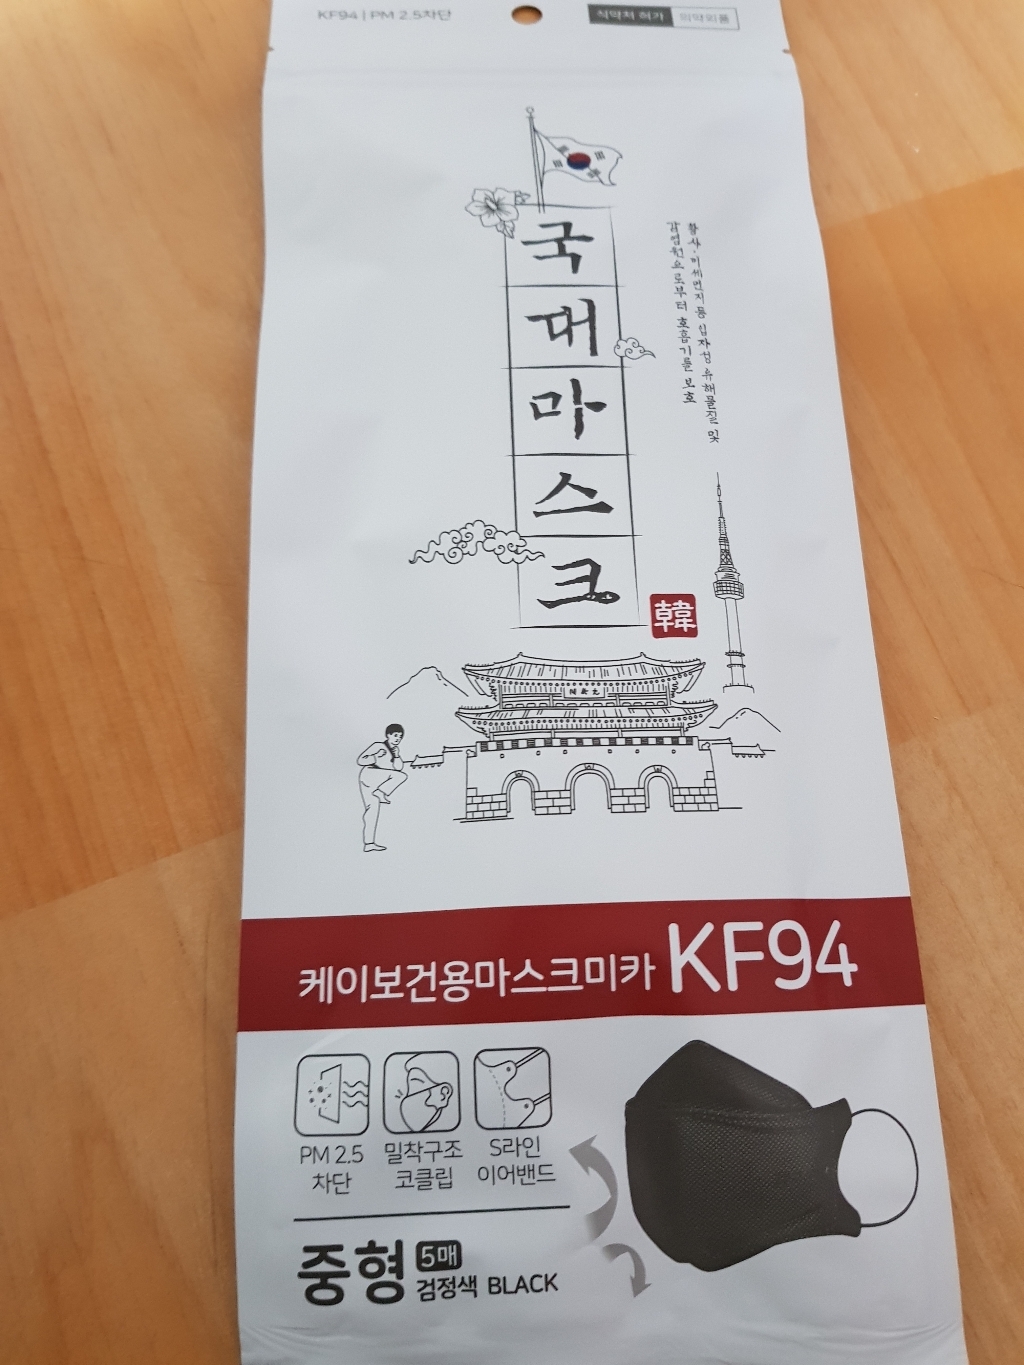 KF94 | PM 2.5차단
식약처 허가 의약외품
국대마스크
황사·미세먼지등 입자성 유해물질 및
감염원으로부터 호흡기를 보호
韓
케이보건용마스크미카 KF94
PM 2.5
차단
밀착구조
코클립
S라인
이어밴드
중형 5매
검정색 BLACK